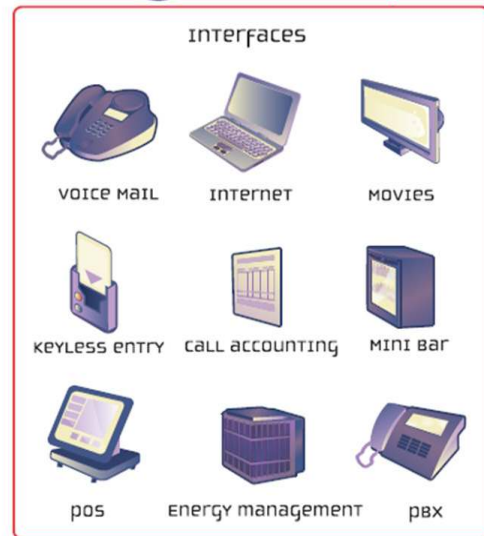 Interfaces
VOICE MAIL INTERNET MOVIES
KEYLESS ENTRY CALL ACCOUNTING MINI BAR
POS ENERGY MANAGEMENT PBX